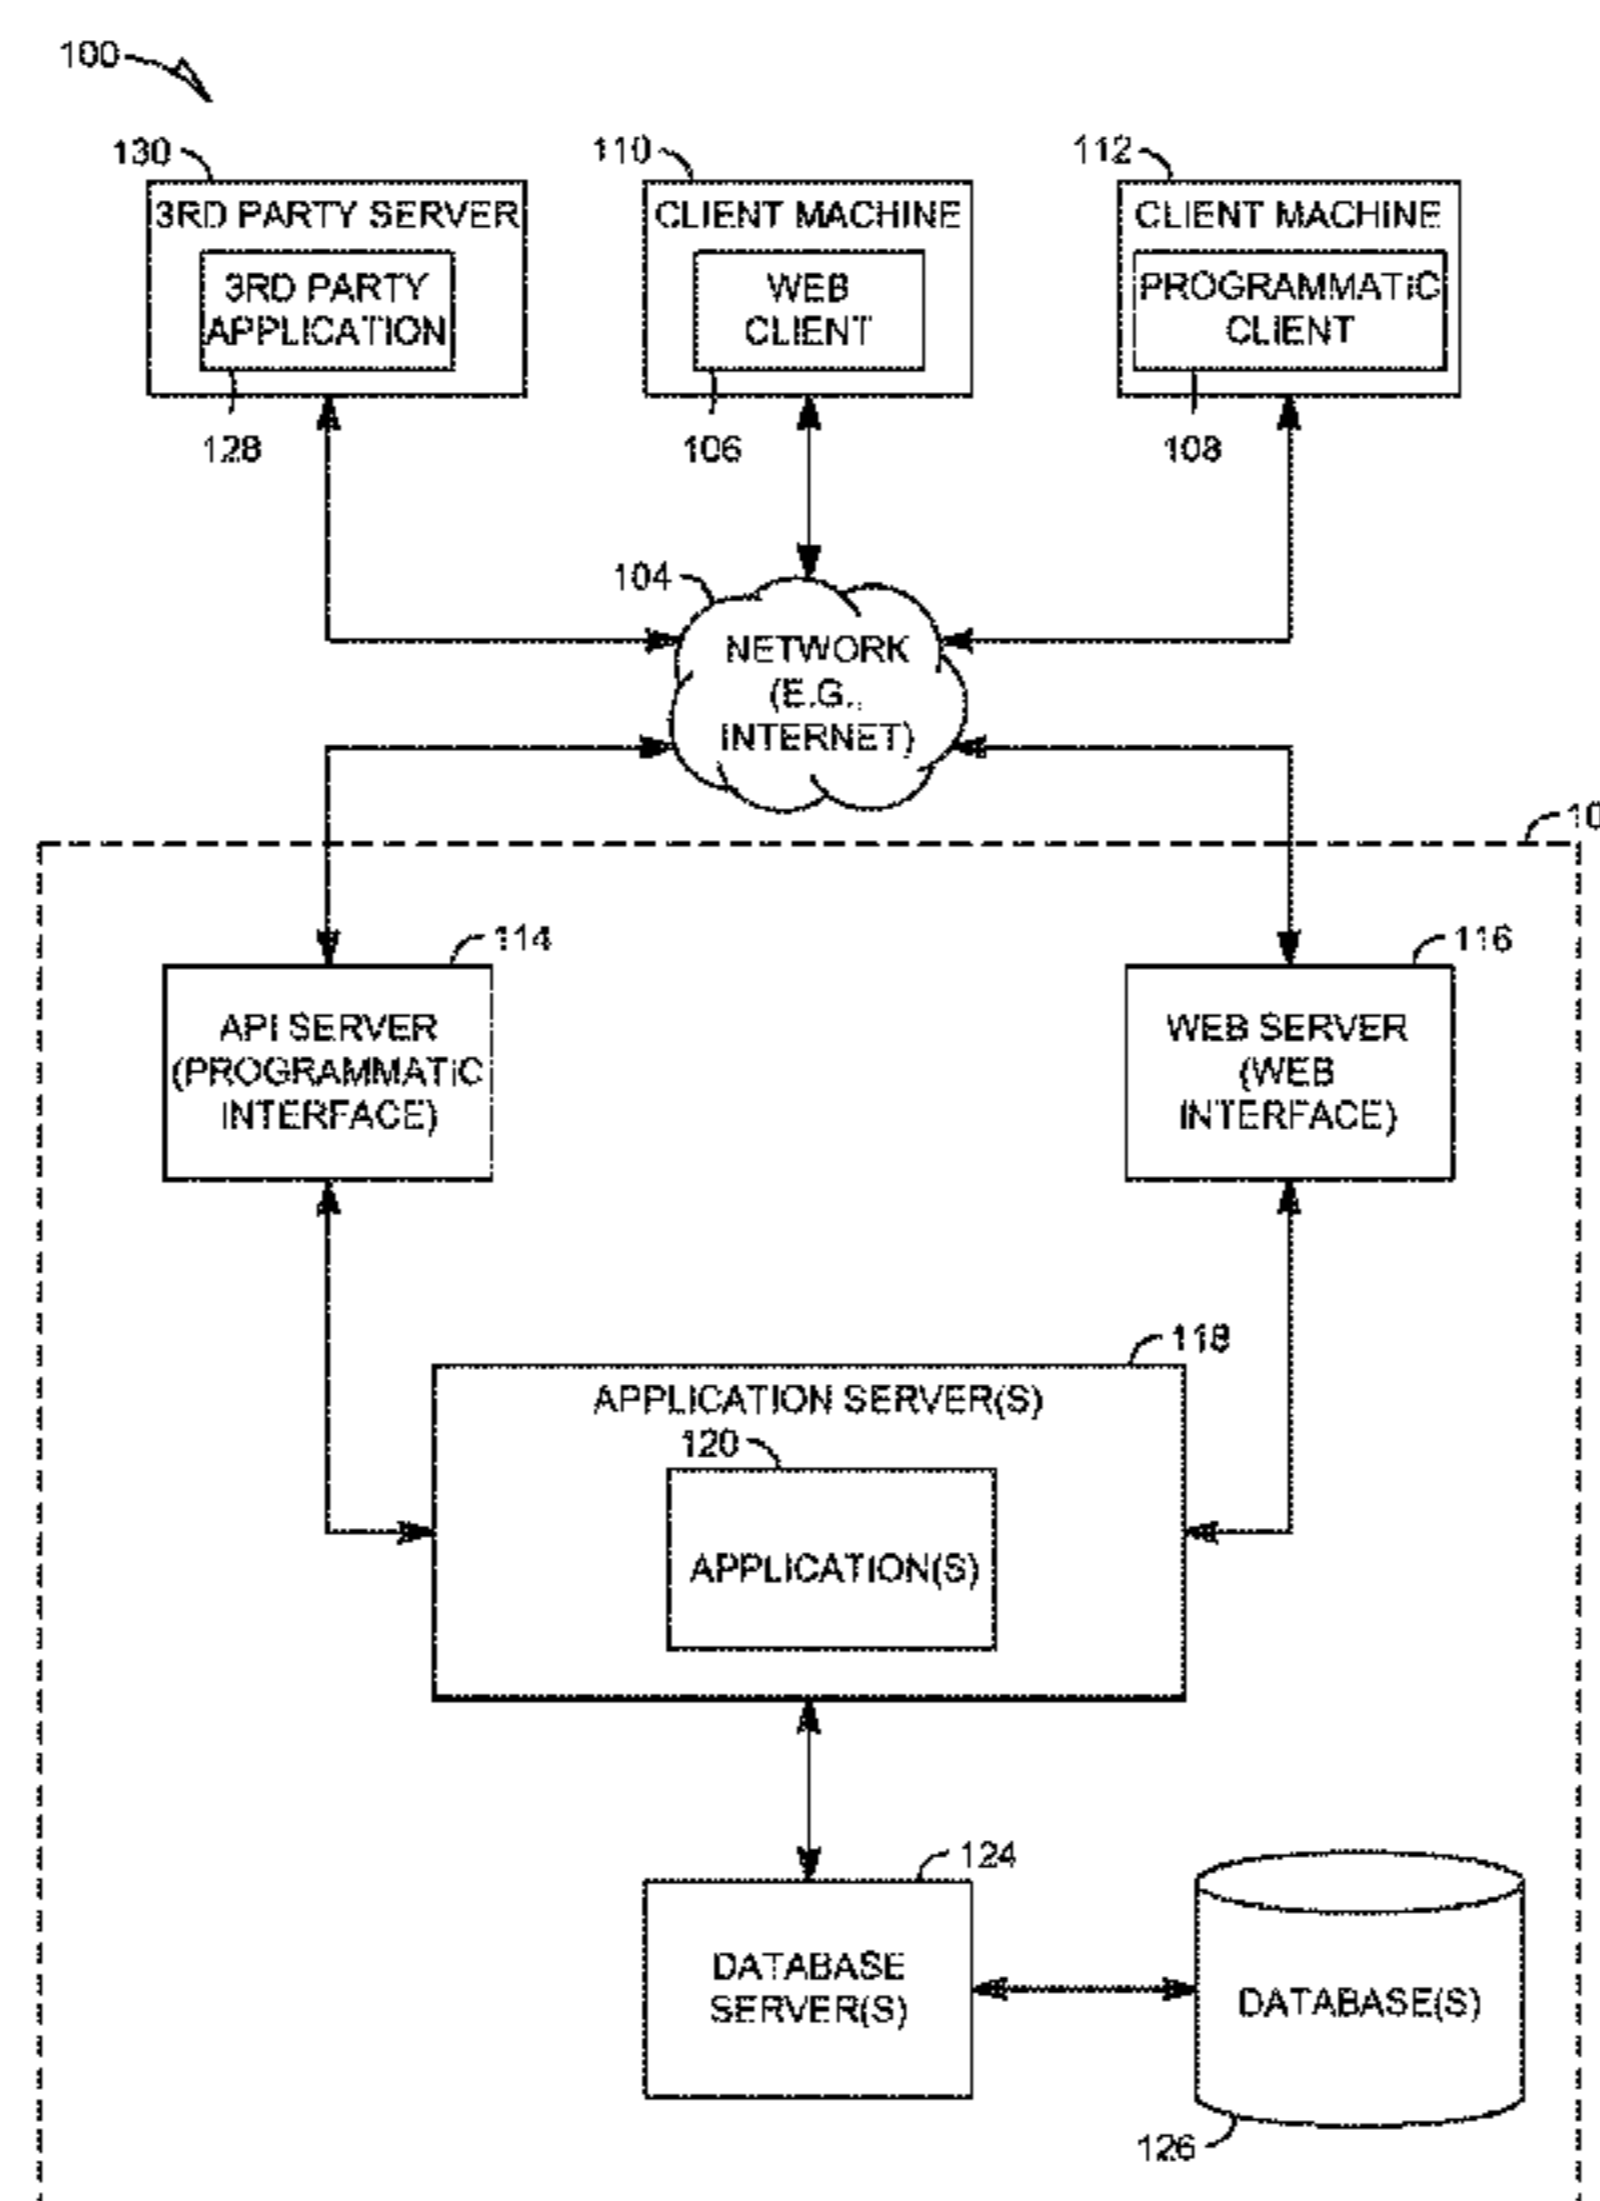 100
130
110
112
3RD PARTY SERVER
CLIENT MACHINE
CLIENT MACHINE
3RD PARTY
APPLICATION
WEB
CLIENT
PROGRAMMATIC
CLIENT
128
106
108
104
NETWORK
(E.G.,
INTERNET)
10
114
116
API SERVER
(PROGRAMMATIC
INTERFACE)
WEB SERVER
(WEB
INTERFACE)
118
APPLICATION SERVER(S)
120
APPLICATION(S)
124
DATABASE
SERVER(S)
DATABASE(S)
126